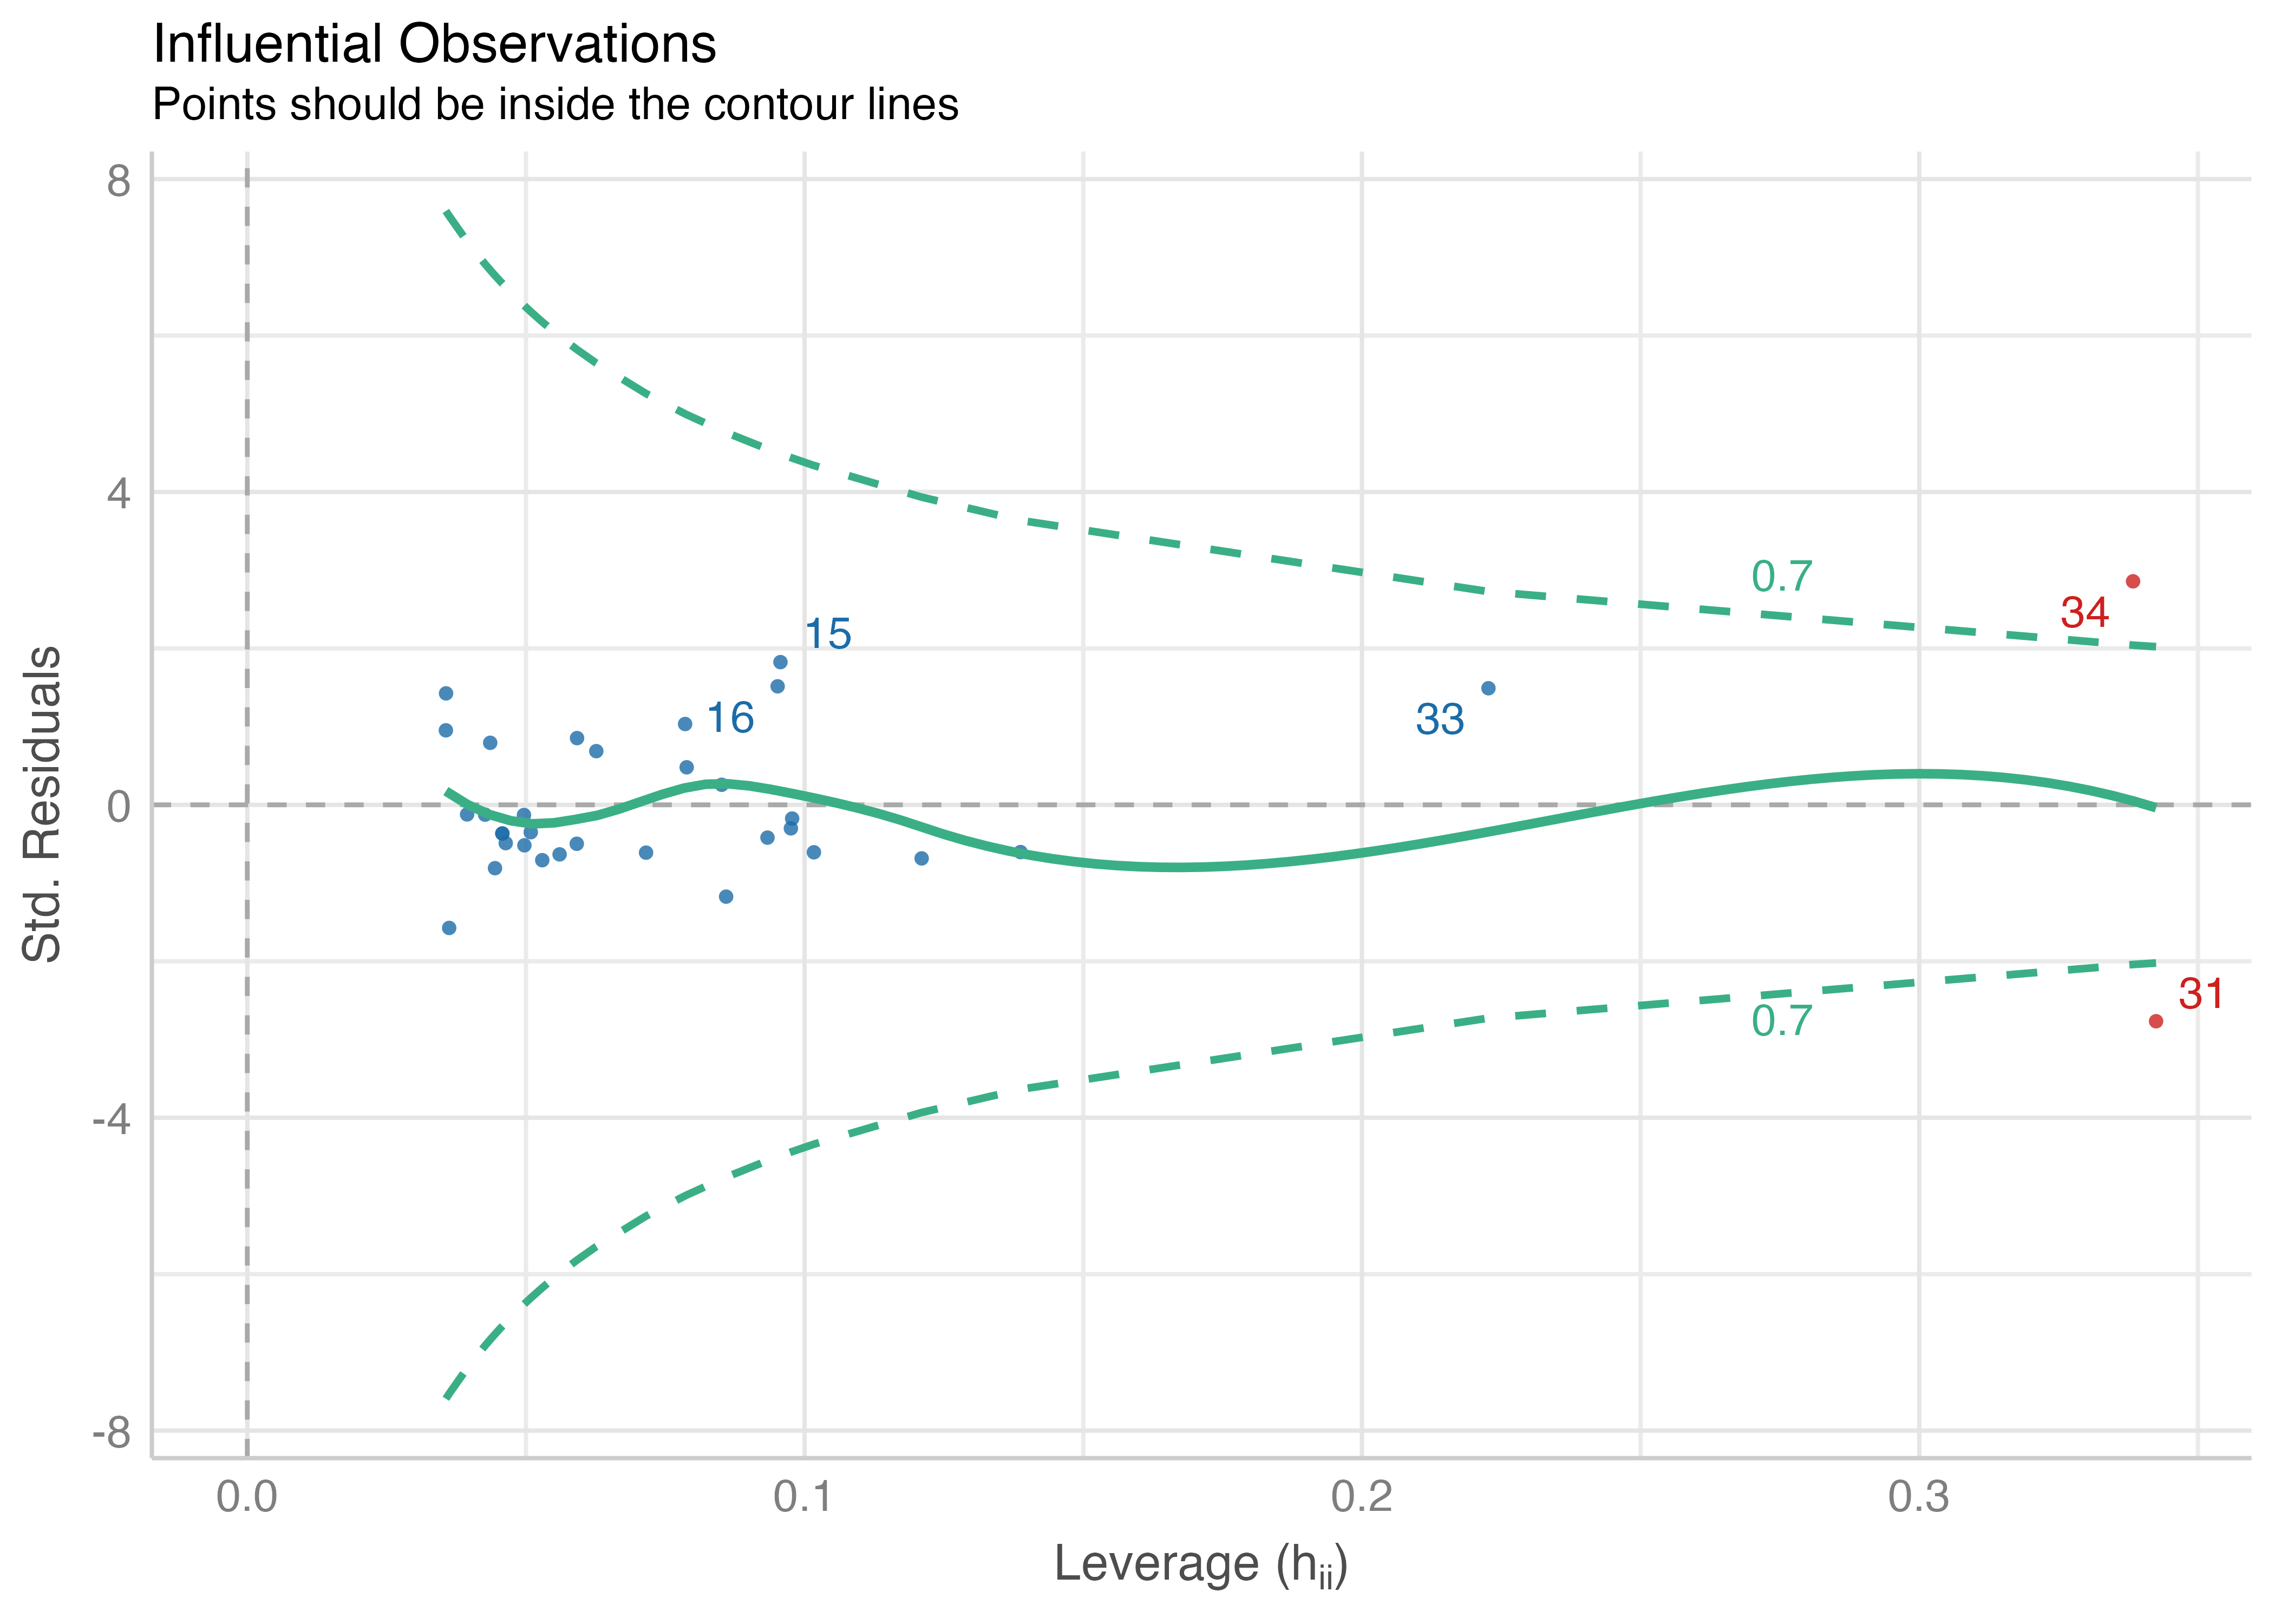 Influential Observations
Points should be inside the contour lines
Std. Residuals
8
4
0
-4
-8
0.7
34
15
16
33
31
0.7
0.0 0.1 0.2 0.3
Leverage (hii)